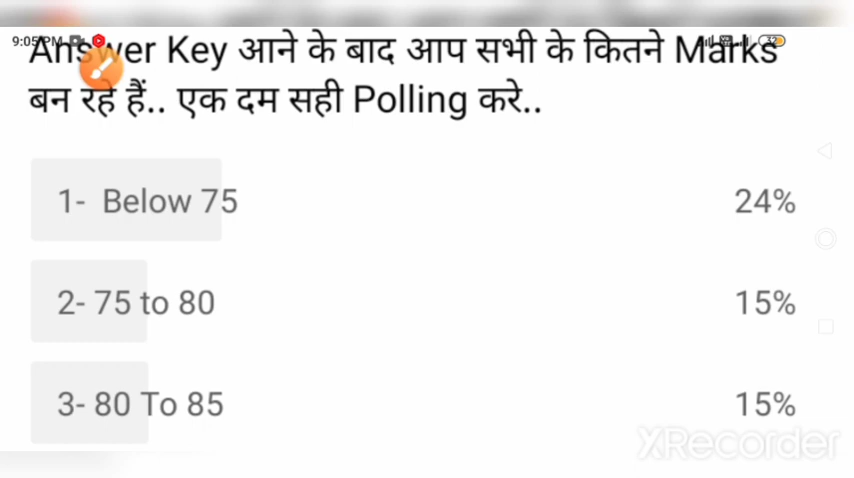 9:05 PM
Answer Key आने के बाद आप सभी के कितने Marks
बन रहे हैं.. एक दम सही Polling करे..
1- Below 75 24%
2- 75 to 80 15%
3- 80 To 85 15%
XRecorder